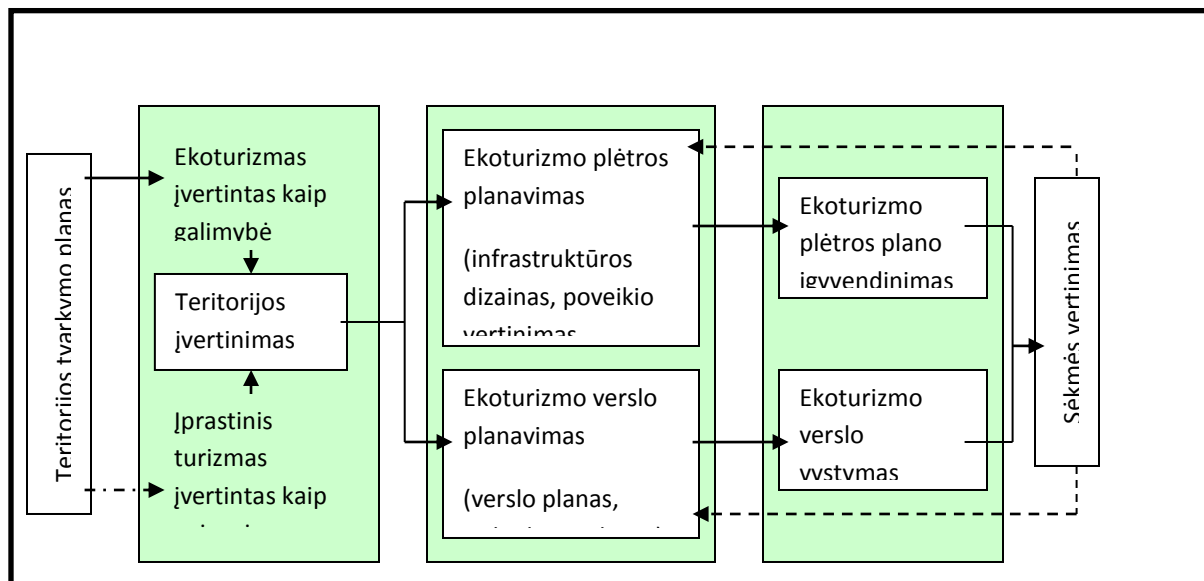 Teritorijos tvarkymo planas
Ekoturizmas
įvertintas kaip
galimybė
Teritorijos
įvertinimas
Įprastinis
turizmas
įvertintas kaip
Ekoturizmo plėtros
planavimas
(infrastruktūros
dizainas, poveikio
vertinimas
Ekoturizmo verslo
planavimas
(verslo planas,
Ekoturizmo
plėtros plano
įgyvendinimas
Ekoturizmo
verslo
vystymas
Sėkmės vertinimas